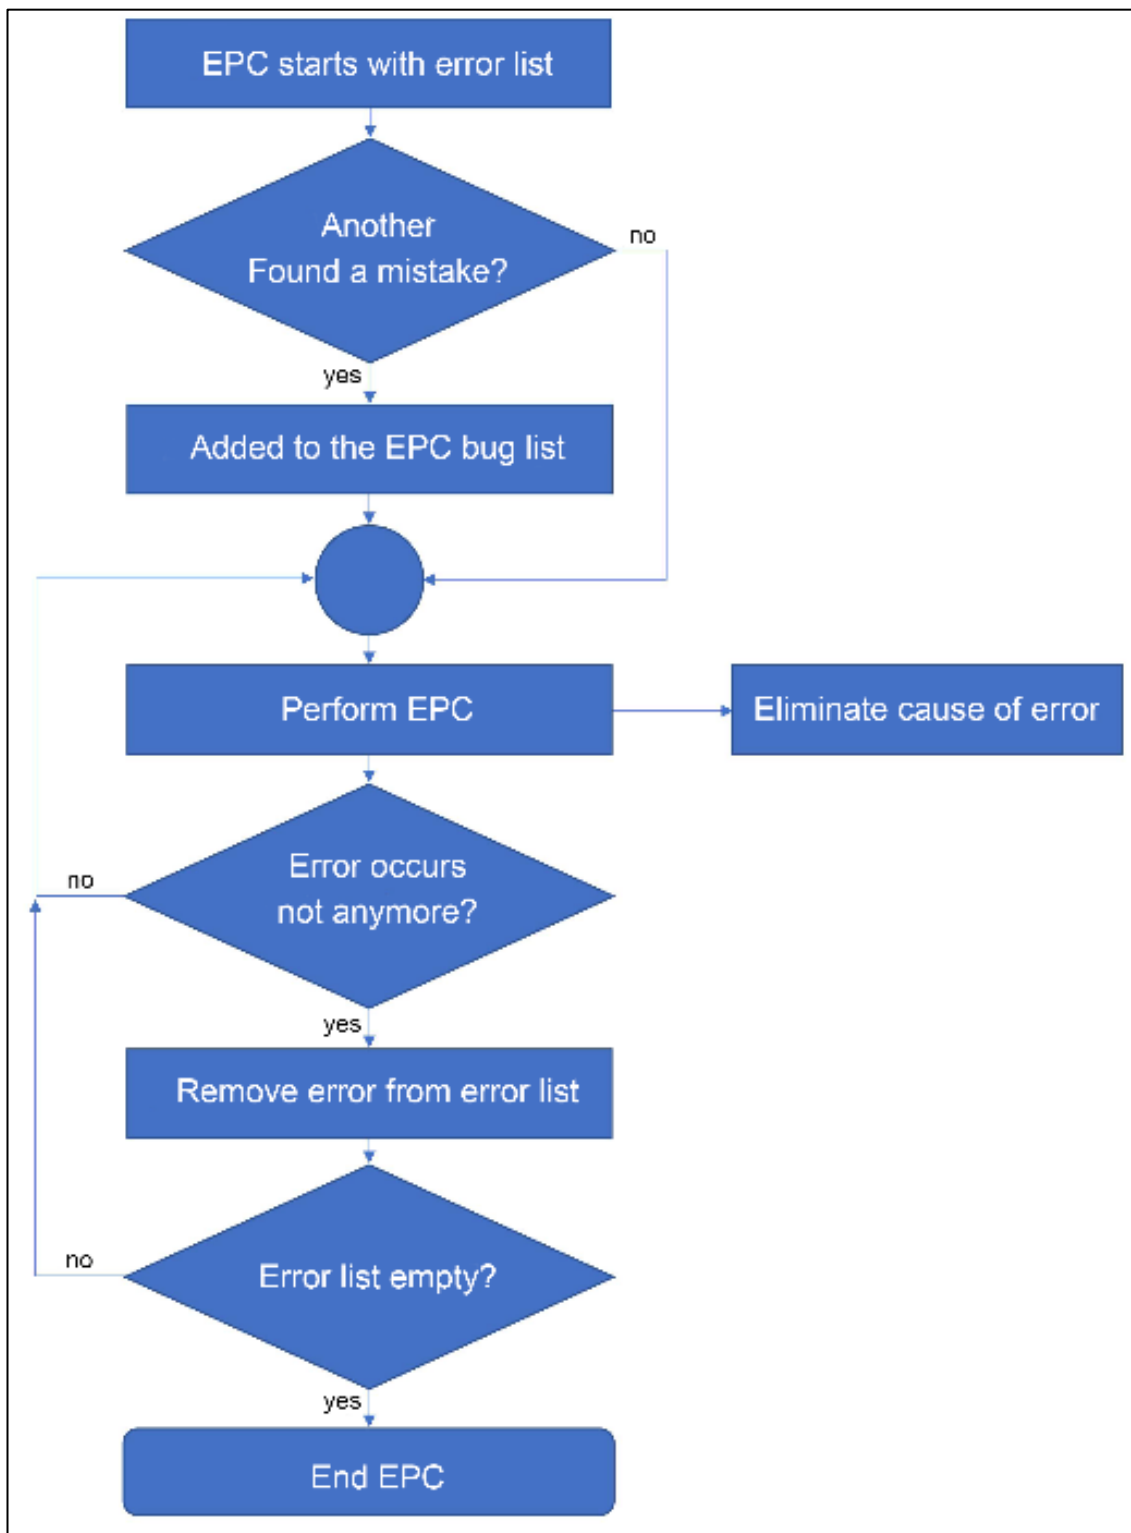 EPC starts with error list
Another
Found a mistake?
no
yes
Added to the EPC bug list
Perform EPC
Eliminate cause of error
Error occurs
not anymore?
no
yes
Remove error from error list
Error list empty?
no
yes
End EPC